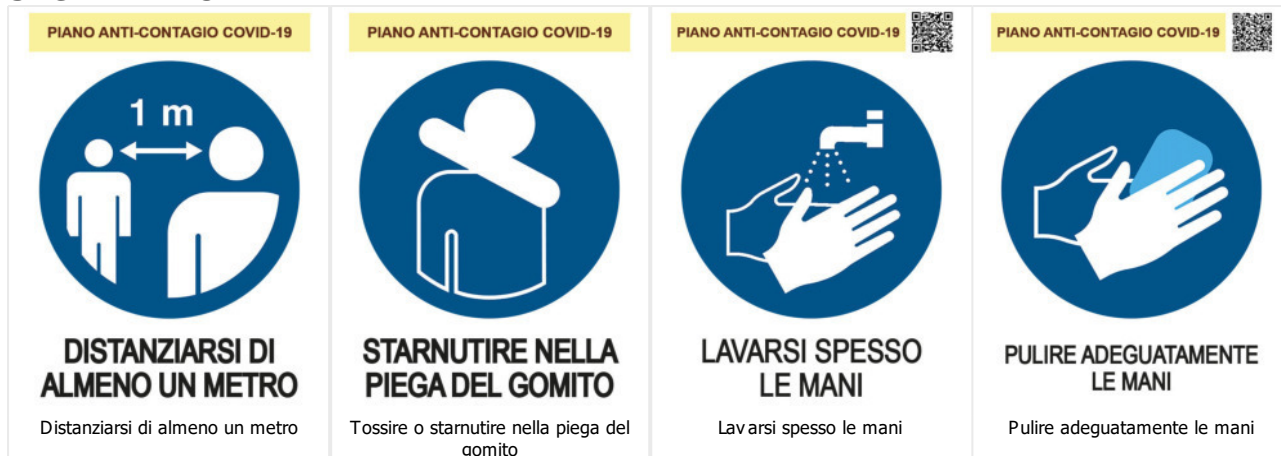 PIANO ANTI-CONTAGIO COVID-19
1 m
DISTANZIARSI DI
ALMENO UN METRO
Distanziarsi di almeno un metro
PIANO ANTI-CONTAGIO COVID-19
STARNUTIRE NELLA
PIEGA DEL GOMITO
Tossire o starnutire nella piega del
gomito
PIANO ANTI-CONTAGIO COVID-19
LAVARSI SPESSO
LE MANI
Lavarsi spesso le mani
PIANO ANTI-CONTAGIO COVID-19
PULIRE ADEGUATAMENTE
LE MANI
Pulire adeguatamente le mani